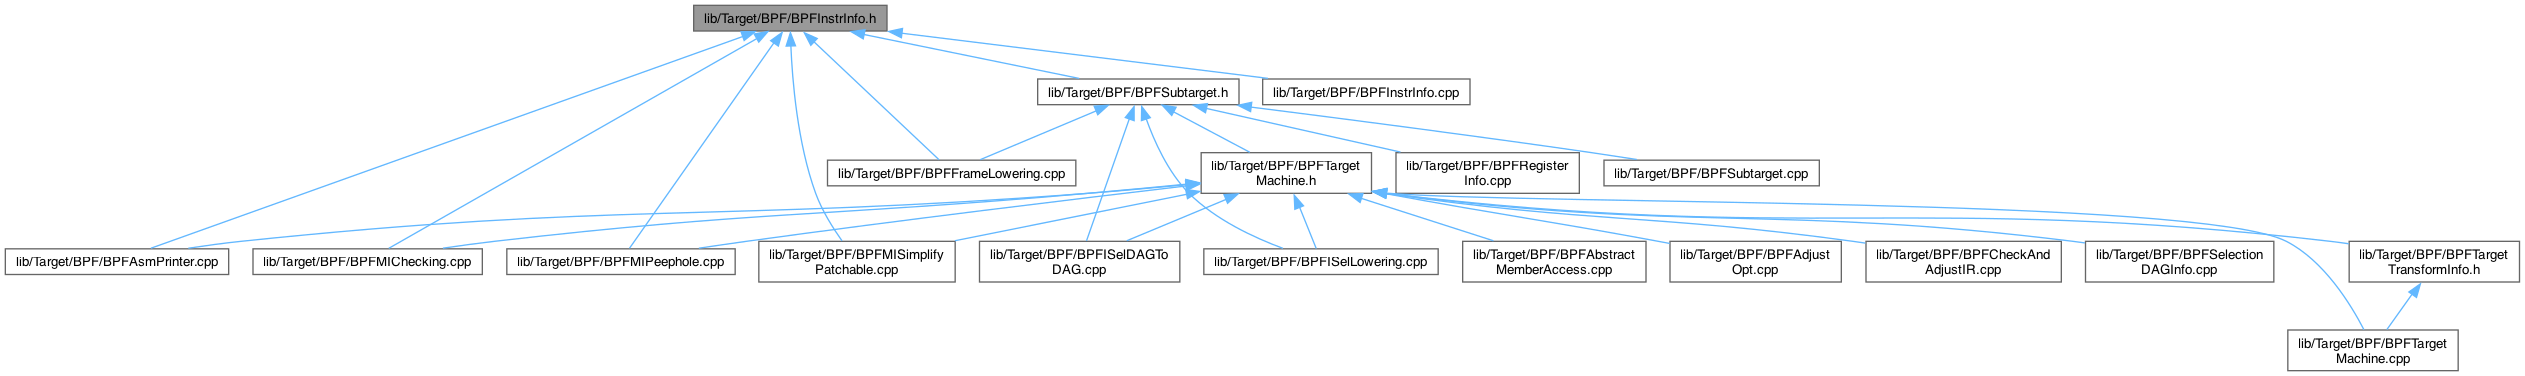 lib/Target/BPF/BPFInstrInfo.h
lib/Target/BPF/BPFSubtarget.h
lib/Target/BPF/BPFInstrInfo.cpp
lib/Target/BPF/BPFFrameLowering.cpp
lib/Target/BPF/BPFTarget
Machine.h
lib/Target/BPF/BPFRegister
Info.cpp
lib/Target/BPF/BPFSubtarget.cpp
lib/Target/BPF/BPFAsmPrinter.cpp
lib/Target/BPF/BPFMIChecking.cpp
lib/Target/BPF/BPFMIPeephole.cpp
lib/Target/BPF/BPFMISimplify
Patchable.cpp
lib/Target/BPF/BPFISelDAGTo
DAG.cpp
lib/Target/BPF/BPFISelLowering.cpp
lib/Target/BPF/BPFAbstract
MemberAccess.cpp
lib/Target/BPF/BPFAdjust
Opt.cpp
lib/Target/BPF/BPFCheckAnd
AdjustIR.cpp
lib/Target/BPF/BPFSelection
DAGInfo.cpp
lib/Target/BPF/BPFTarget
TransformInfo.h
lib/Target/BPF/BPFTarget
Machine.cpp